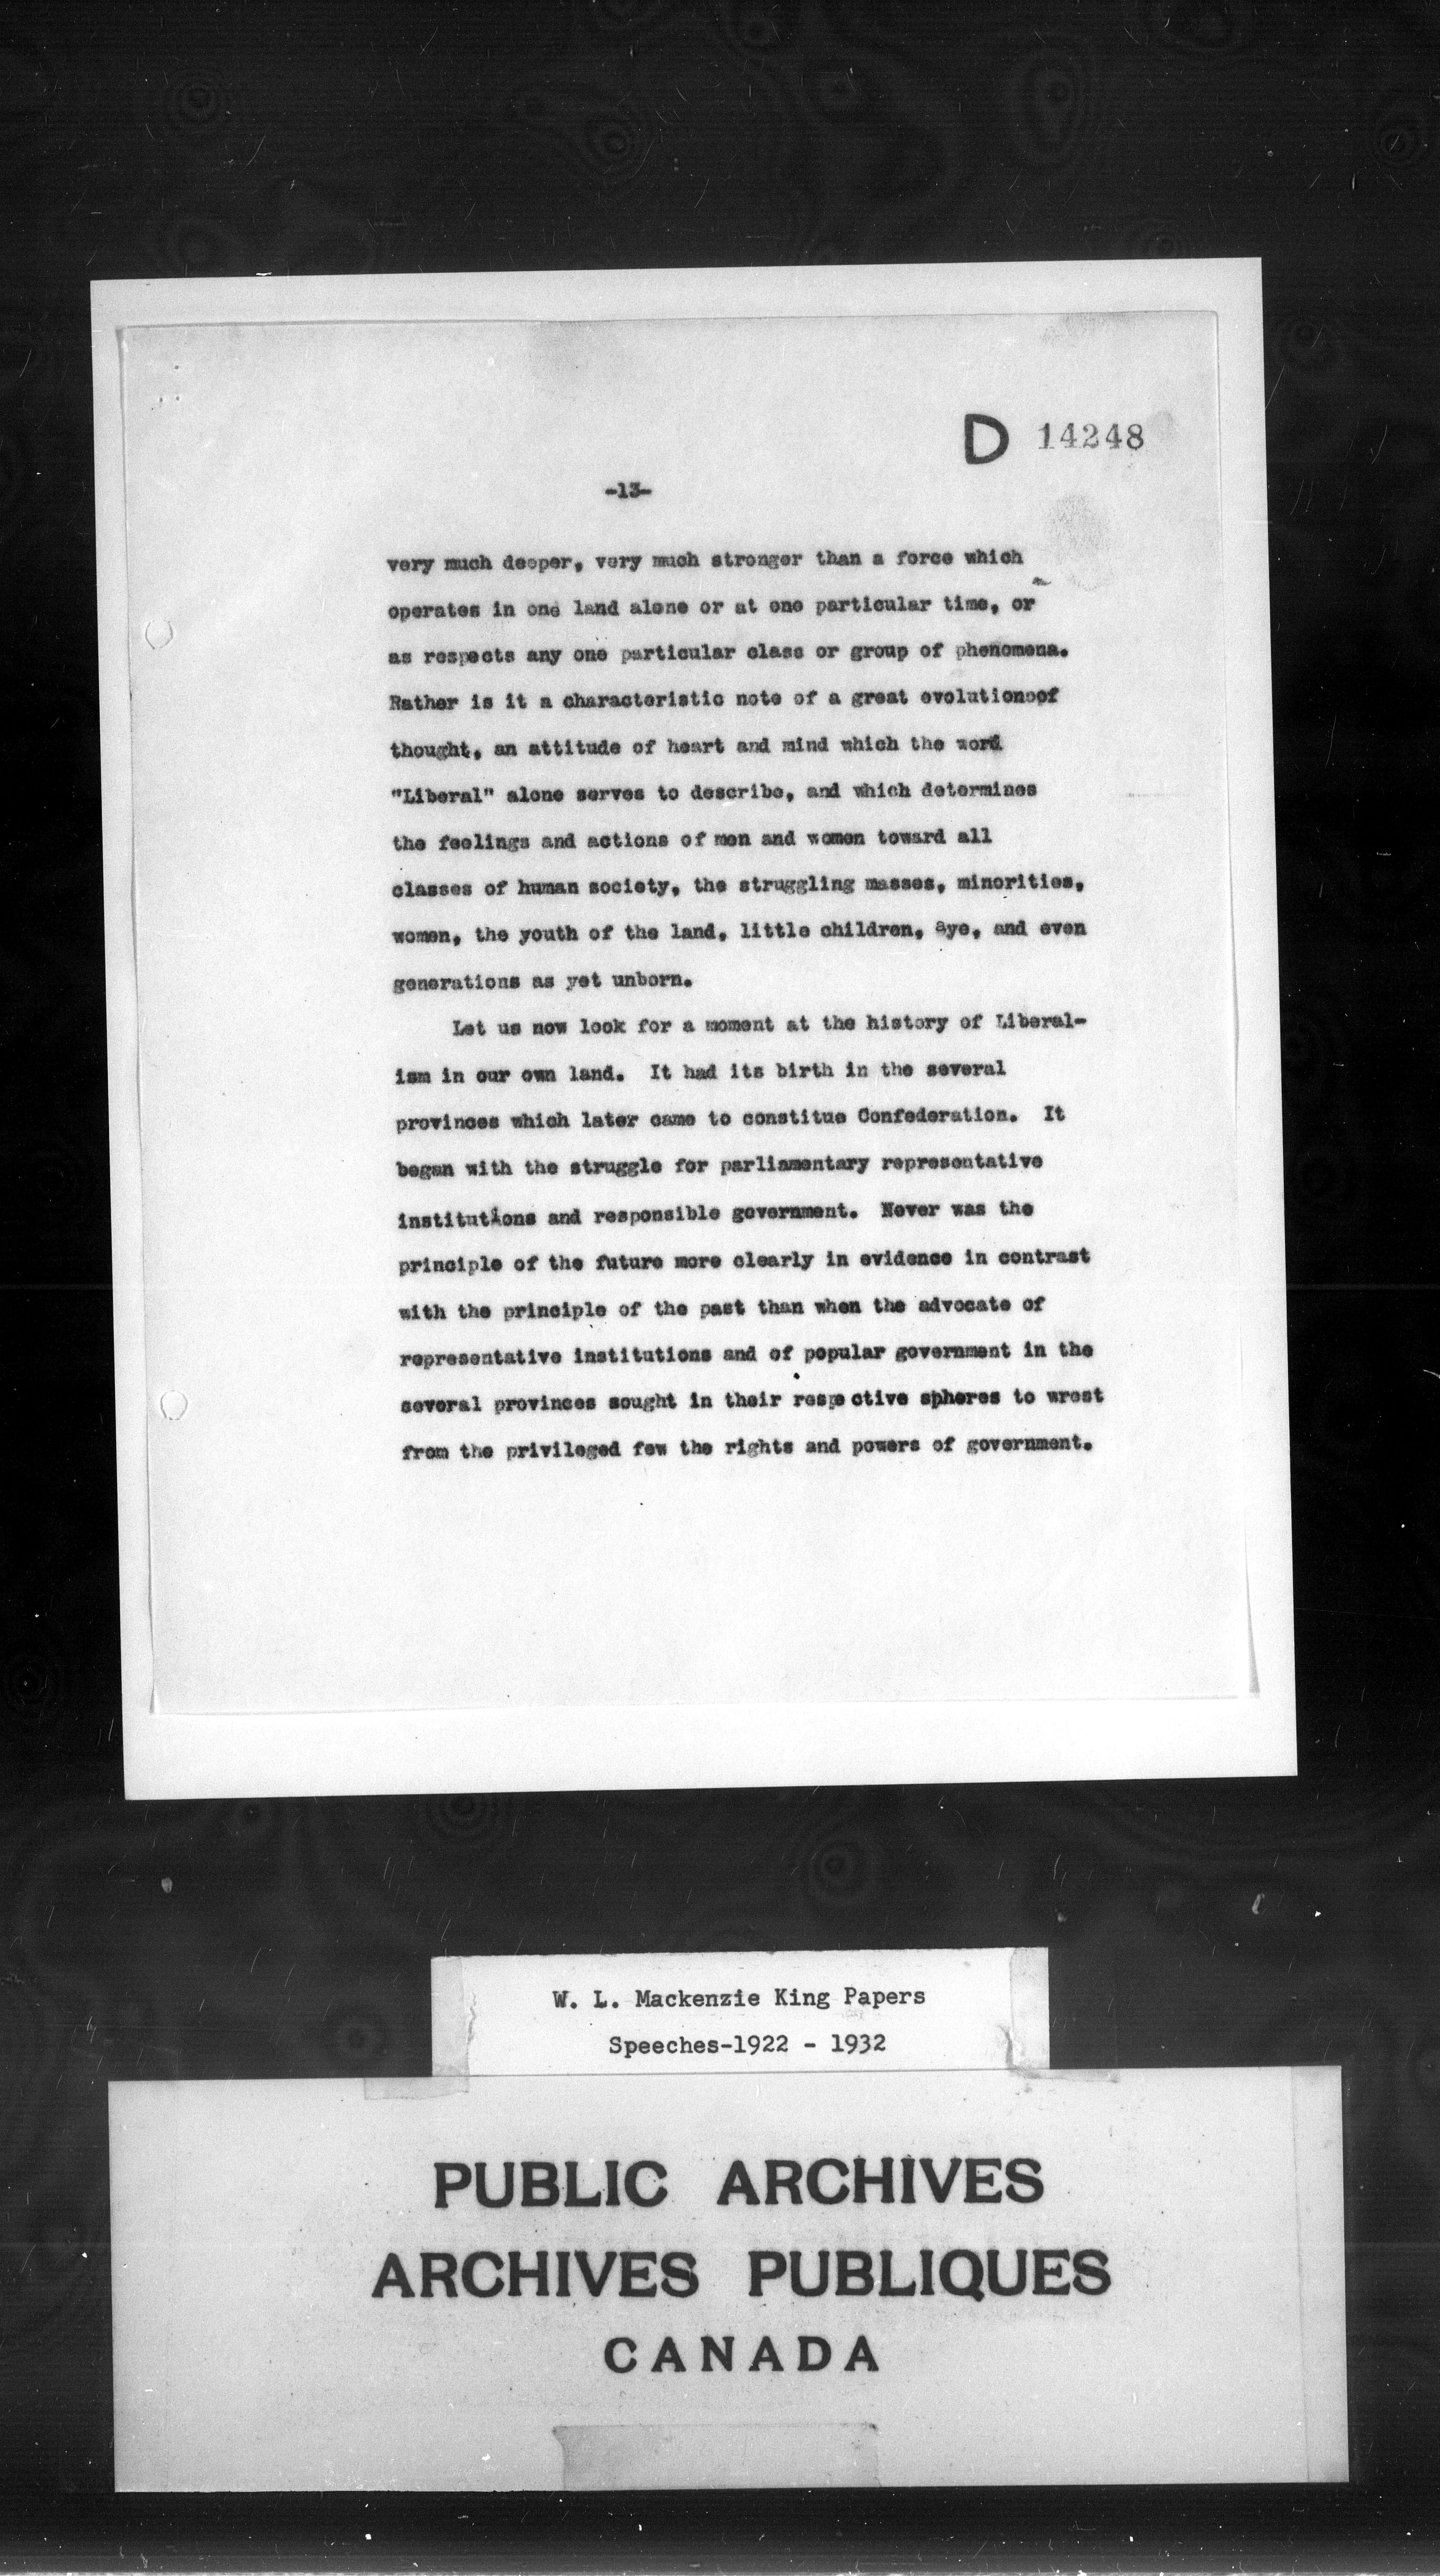 D 14248
-13-
very much deeper, very much stronger than a force which
operates in one land alone or at one particular time, or
as respects any one particular class or group of phenomena.
Rather is it a characteristic note of a great evolutionoof
thought, an attitude of heart and mind which the word
"Liberal" alone serves to describe, and which determines
the feelings and actions of men and women toward all
classes of human society, the struggling masses, minorities,
women, the youth of the land, little children, aye, and even
generations as yet unborn.
Let us now look for a moment at the history of Liberal-
ism in our own land. It had its birth in the several
provinces which later came to constitue Confederation. It
began with the struggle for parliamentary representative
institutions and responsible government. Never was the
principle of the future more clearly in evidence in contrast
with the principle of the past than when the advocate of
representative institutions and of popular government in the
several provinces sought in their respe ctive spheres to wrest
from the privileged few the rights and powers of government.
W. L. Mackenzie King Papers
Speeches-1922 - 1932
PUBLIC ARCHIVES
ARCHIVES PUBLIQUES
CANADA